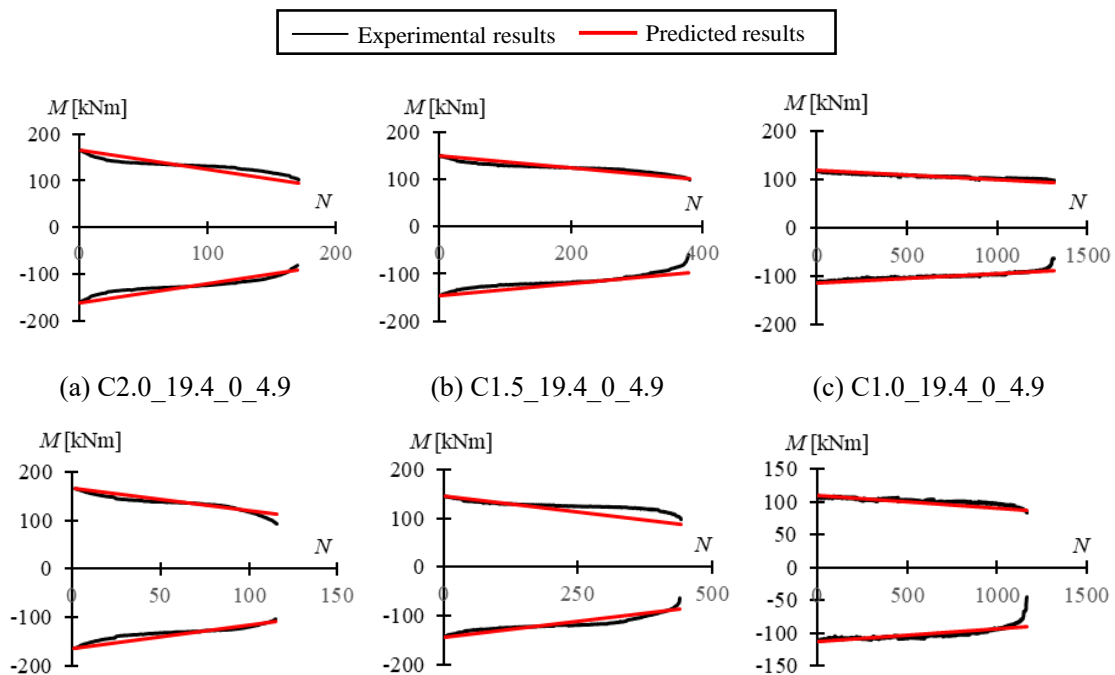 Experimental results Predicted results
M [kNm] M [kNm] M [kNm]
200 200 200
100 100 100
N N N
0 0 0
0 100 200 0 200 400 0 500 1000 1500
-100 -100 -100
-200 -200 -200
(a) C2.0_19.4_0_4.9 (b) C1.5_19.4_0_4.9 (c) C1.0_19.4_0_4.9
M [kNm] M [kNm] M [kNm]
200 200 150
100 100 100
50
N N N
0 0 0
0 50 100 150 0 250 500 0 500 1000 1500
-50
-100 -100 -100
-200 -200 -150